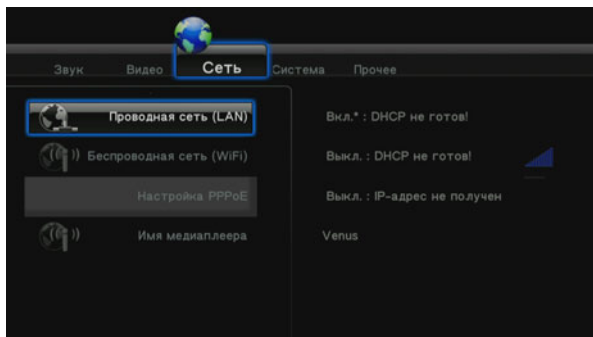 Звук Видео Сеть Система Прочее
Проводная сеть (LAN) Вкл.* : DHCP не готов!
Беспроводная сеть (WiFi) Выкл. : DHCP не готов!
Настройка PPPoE Выкл. : IP-адрес не получен
Имя медиаплеера Venus